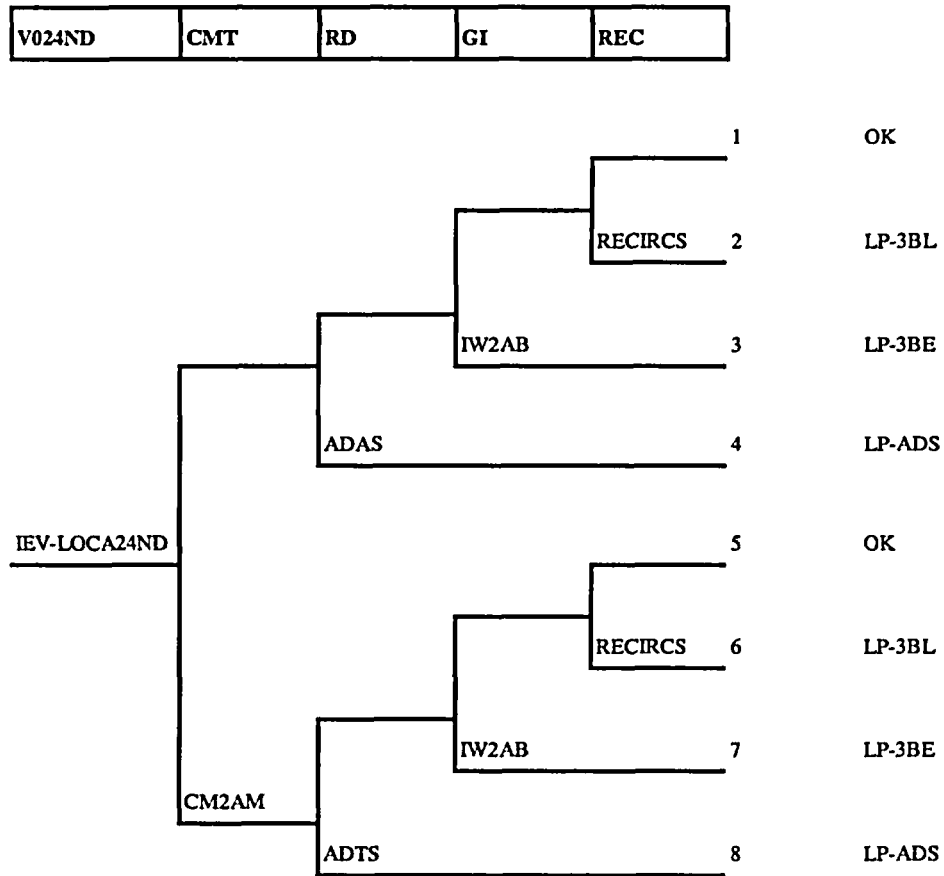 V024ND CMT RD GI REC
1 OK
RECIRCS 2 LP-3BL
IW2AB 3 LP-3BE
ADAS 4 LP-ADS
IEV-LOCA24ND 5 OK
RECIRCS 6 LP-3BL
IW2AB 7 LP-3BE
CM2AM
ADTS 8 LP-ADS